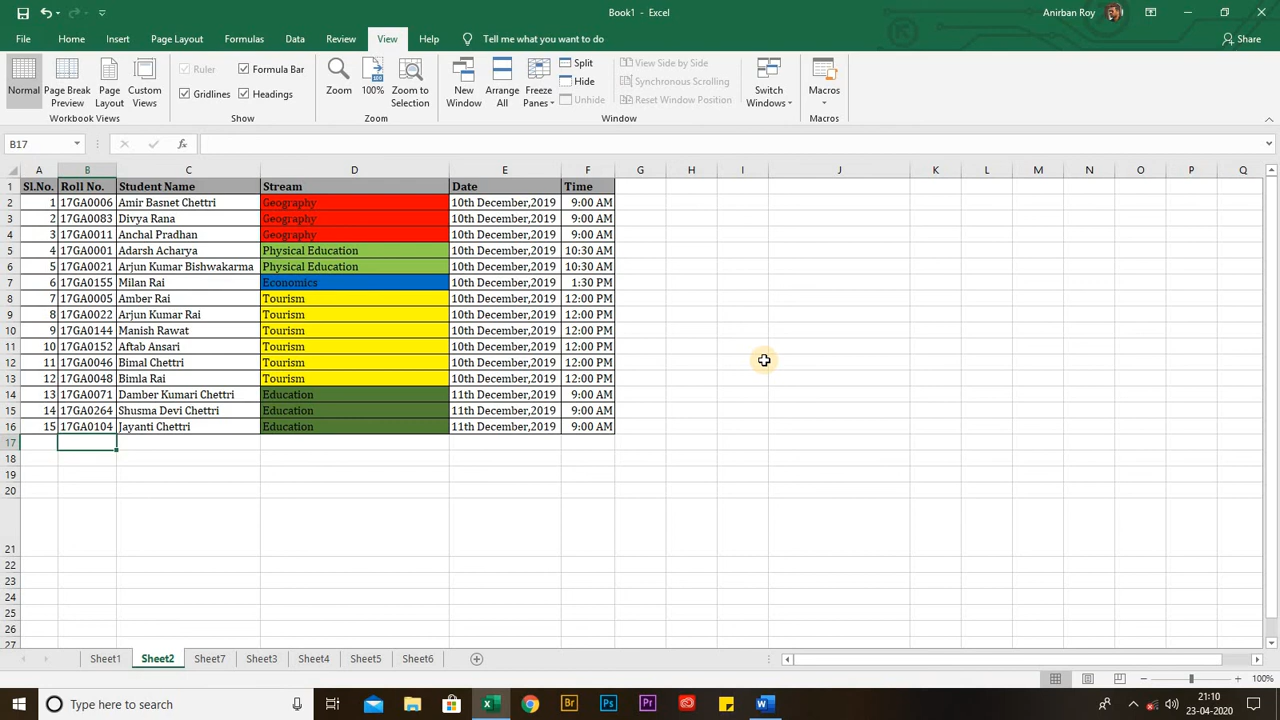 Book1 - Excel
Anirban Roy
File Home Insert Page Layout Formulas Data Review View Help Tell me what you want to do Share
Normal
Page Break Preview
Page Layout
Custom Views
Workbook Views
Ruler
Formula Bar
Gridlines
Headings
Show
Zoom
100%
Zoom to Selection
Zoom
New Window
Arrange All
Freeze Panes
Split
Hide
Unhide
View Side by Side
Synchronous Scrolling
Reset Window Position
Window
Switch Windows
Macros
Macros
B17
fx
A B C D E F G H I J K L M N O P Q
1 Sl.No. Roll No. Student Name Stream Date Time
2 1 17GA0006 Amir Basnet Chettri Geography 10th December,2019 9:00 AM
3 2 17GA0083 Divya Rana Geography 10th December,2019 9:00 AM
4 3 17GA0011 Anchal Pradhan Geography 10th December,2019 9:00 AM
5 4 17GA0001 Adarsh Acharya Physical Education 10th December,2019 10:30 AM
6 5 17GA0021 Arjun Kumar Bishwakarma Physical Education 10th December,2019 10:30 AM
7 6 17GA0155 Milan Rai Economics 10th December,2019 1:30 PM
8 7 17GA0005 Amber Rai Tourism 10th December,2019 12:00 PM
9 8 17GA0022 Arjun Kumar Rai Tourism 10th December,2019 12:00 PM
10 9 17GA0144 Manish Rawat Tourism 10th December,2019 12:00 PM
11 10 17GA0152 Aftab Ansari Tourism 10th December,2019 12:00 PM
12 11 17GA0046 Bimal Chettri Tourism 10th December,2019 12:00 PM
13 12 17GA0048 Bimla Rai Tourism 10th December,2019 12:00 PM
14 13 17GA0071 Damber Kumari Chettri Education 11th December,2019 9:00 AM
15 14 17GA0264 Shusma Devi Chettri Education 11th December,2019 9:00 AM
16 15 17GA0104 Jayanti Chettri Education 11th December,2019 9:00 AM
17
18
19
20
21
22
23
24
25
26
27
Sheet1 Sheet2 Sheet7 Sheet3 Sheet4 Sheet5 Sheet6
100%
Type here to search
Br Ps Pr
21:10
23-04-2020